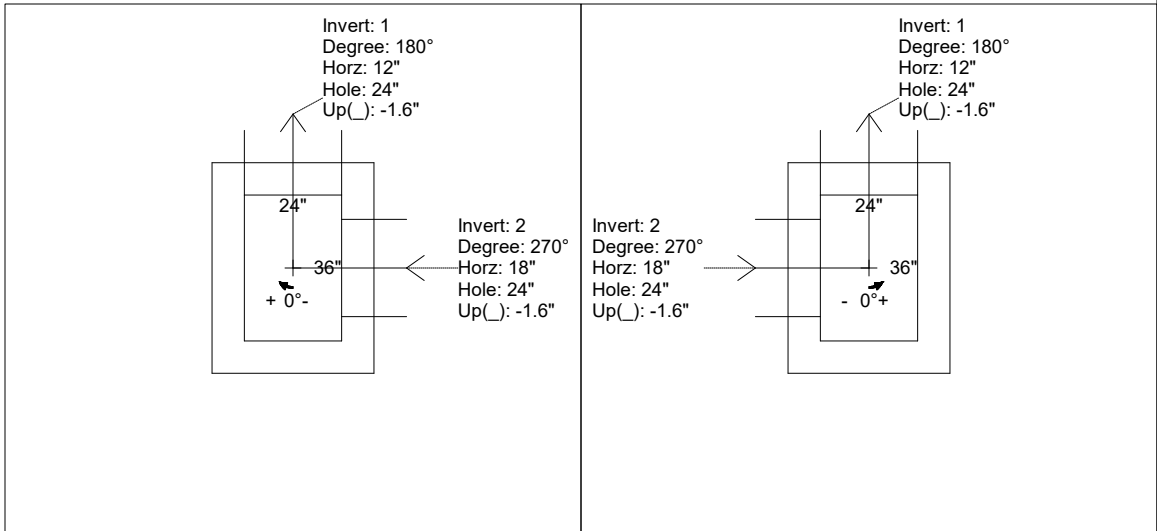 Invert: 1
Degree: 180°
Horz: 12"
Hole: 24"
Up(_): -1.6"
24"
36"
+ 0°-
Invert: 2
Degree: 270°
Horz: 18"
Hole: 24"
Up(_): -1.6"
Invert: 1
Degree: 180°
Horz: 12"
Hole: 24"
Up(_): -1.6"
Invert: 2
Degree: 270°
Horz: 18"
Hole: 24"
Up(_): -1.6"
24"
36"
- 0°+